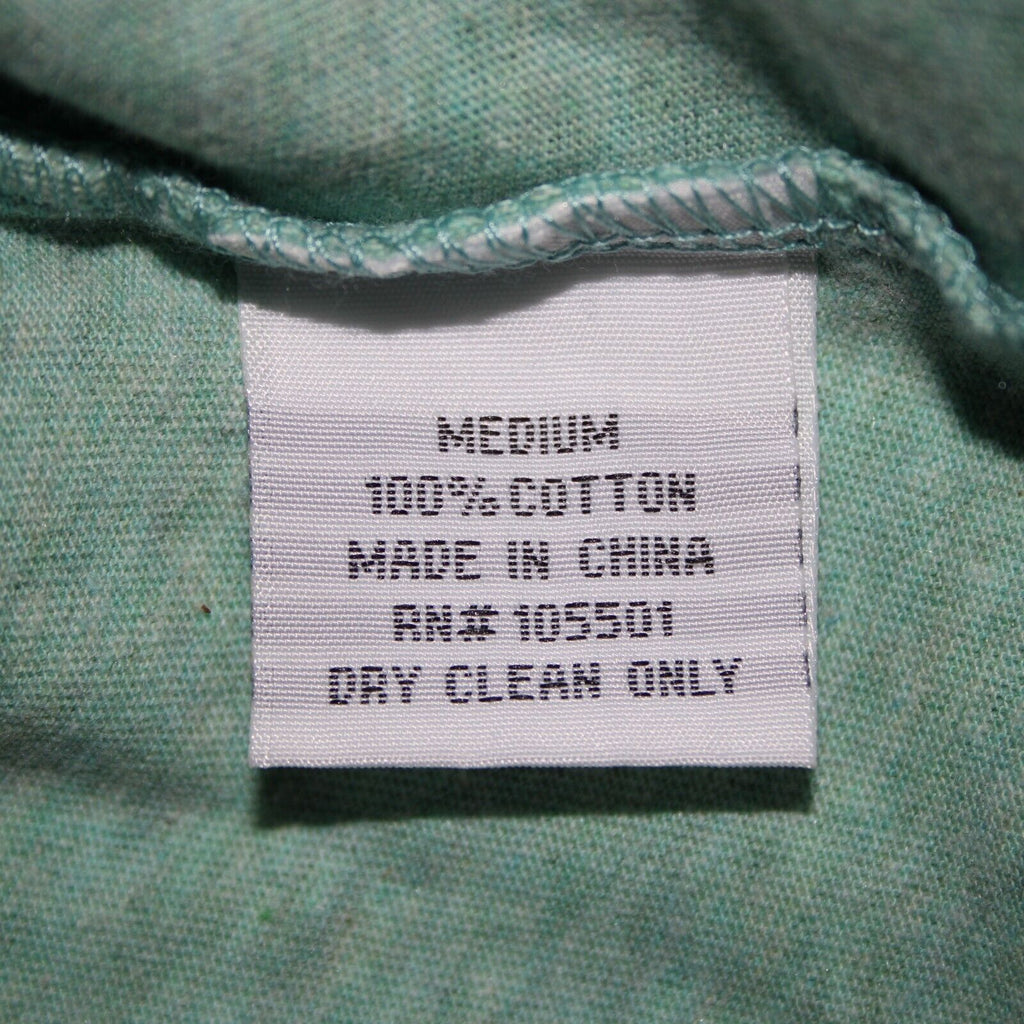 MEDIUM
100% COTTON
MADE IN CHINA
RN# 105501
DRY CLEAN ONLY